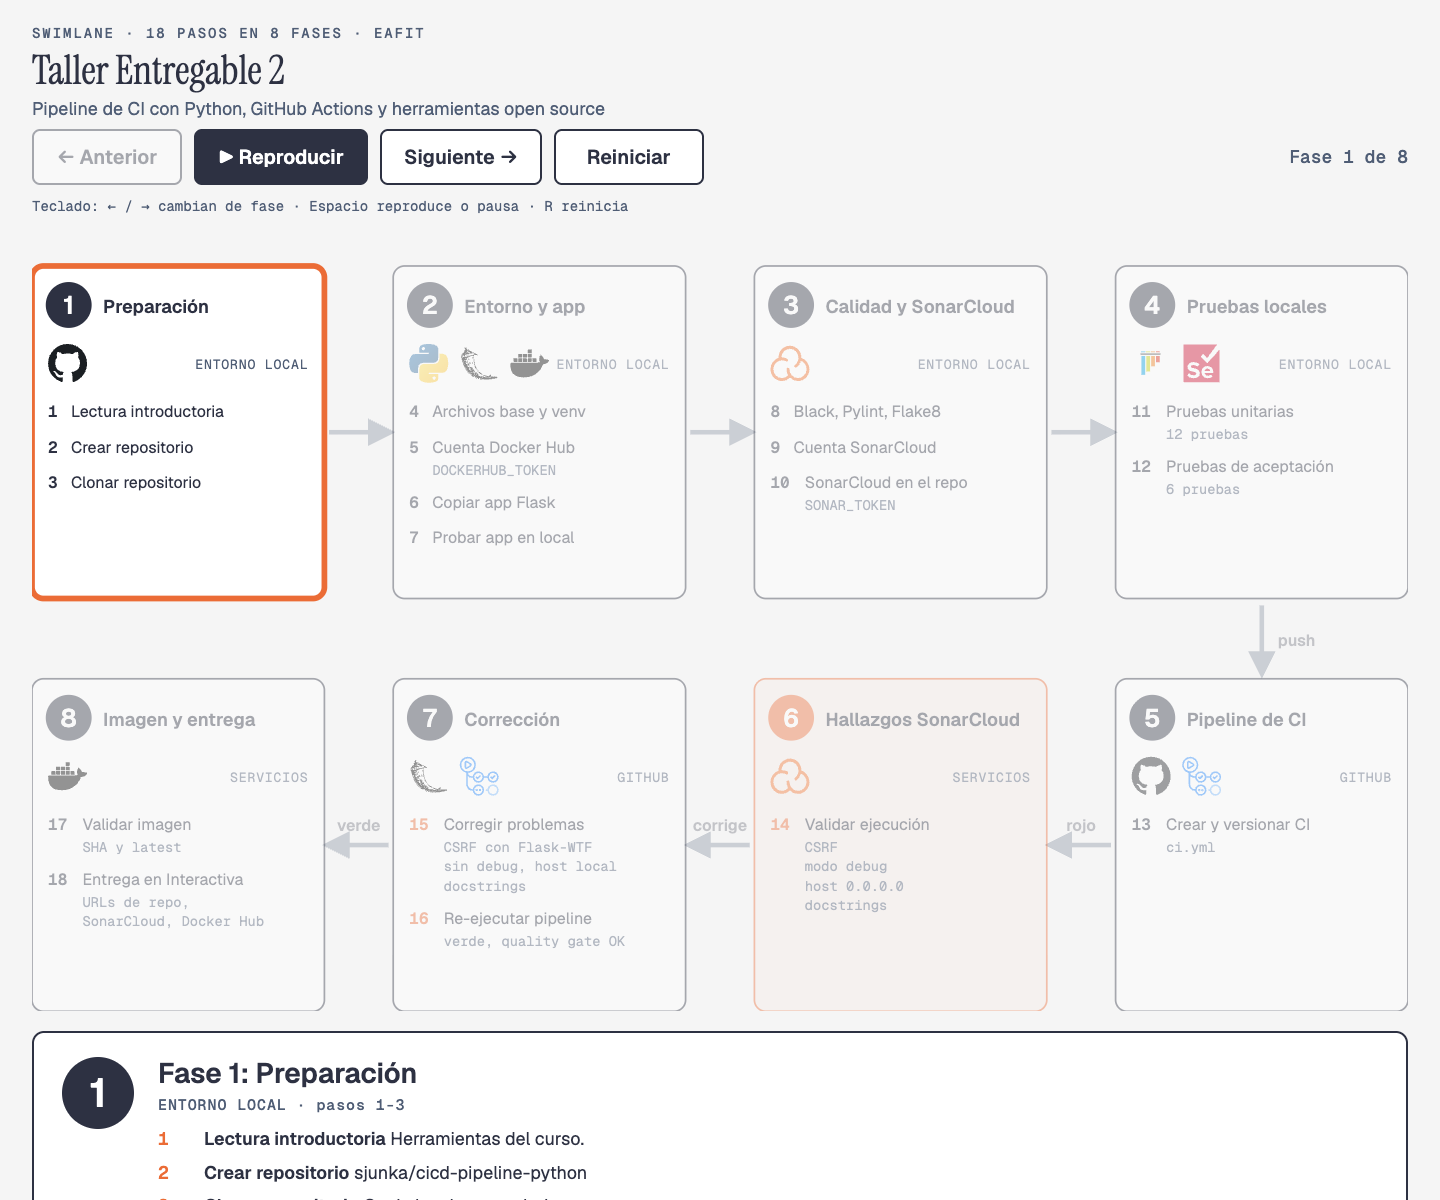 SWIMLANE · 18 PASOS EN 8 FASES · EAFIT
Taller Entregable 2
Pipeline de CI con Python, GitHub Actions y herramientas open source
← Anterior
▶ Reproducir
Siguiente →
Reiniciar
Fase 1 de 8
Teclado: ← / → cambian de fase · Espacio reproduce o pausa · R reinicia
1 Preparación
ENTORNO LOCAL
1 Lectura introductoria
2 Crear repositorio
3 Clonar repositorio
2 Entorno y app
ENTORNO LOCAL
4 Archivos base y venv
5 Cuenta Docker Hub
DOCKERHUB_TOKEN
6 Copiar app Flask
7 Probar app en local
3 Calidad y SonarCloud
ENTORNO LOCAL
8 Black, Pylint, Flake8
9 Cuenta SonarCloud
10 SonarCloud en el repo
SONAR_TOKEN
4 Pruebas locales
Se
ENTORNO LOCAL
11 Pruebas unitarias
12 pruebas
12 Pruebas de aceptación
6 pruebas
push
8 Imagen y entrega
SERVICIOS
17 Validar imagen
SHA y latest
18 Entrega en Interactiva
URLs de repo,
SonarCloud, Docker Hub
verde
7 Corrección
GITHUB
15 Corregir problemas
CSRF con Flask-WTF
sin debug, host local
docstrings
16 Re-ejecutar pipeline
verde, quality gate OK
corrige
6 Hallazgos SonarCloud
SERVICIOS
14 Validar ejecución
CSRF
modo debug
host 0.0.0.0
docstrings
rojo
5 Pipeline de CI
GITHUB
13 Crear y versionar CI
ci.yml
1
Fase 1: Preparación
ENTORNO LOCAL · pasos 1-3
1 Lectura introductoria Herramientas del curso.
2 Crear repositorio sjunka/cicd-pipeline-python